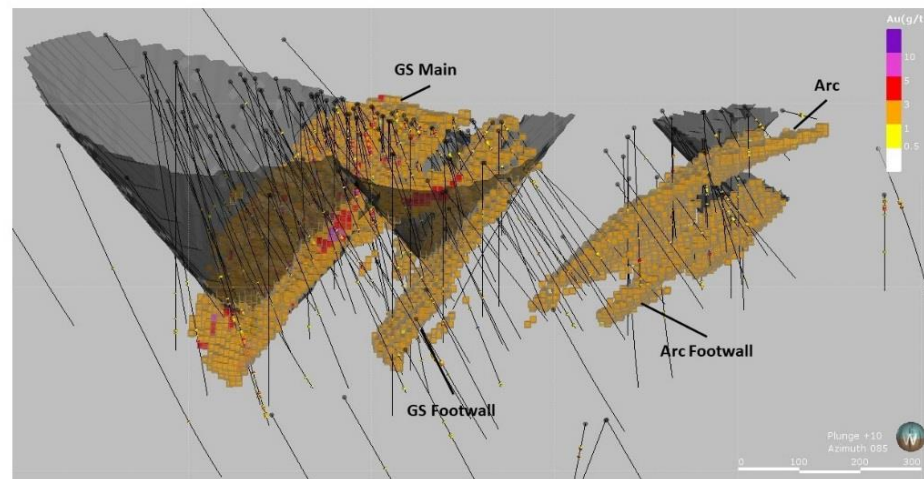 Au(g/t
10
5
3
1
0.5
GS Main
Arc
Arc Footwall
GS Footwall
Plunge +10
Azimuth 085
0 100 200 300